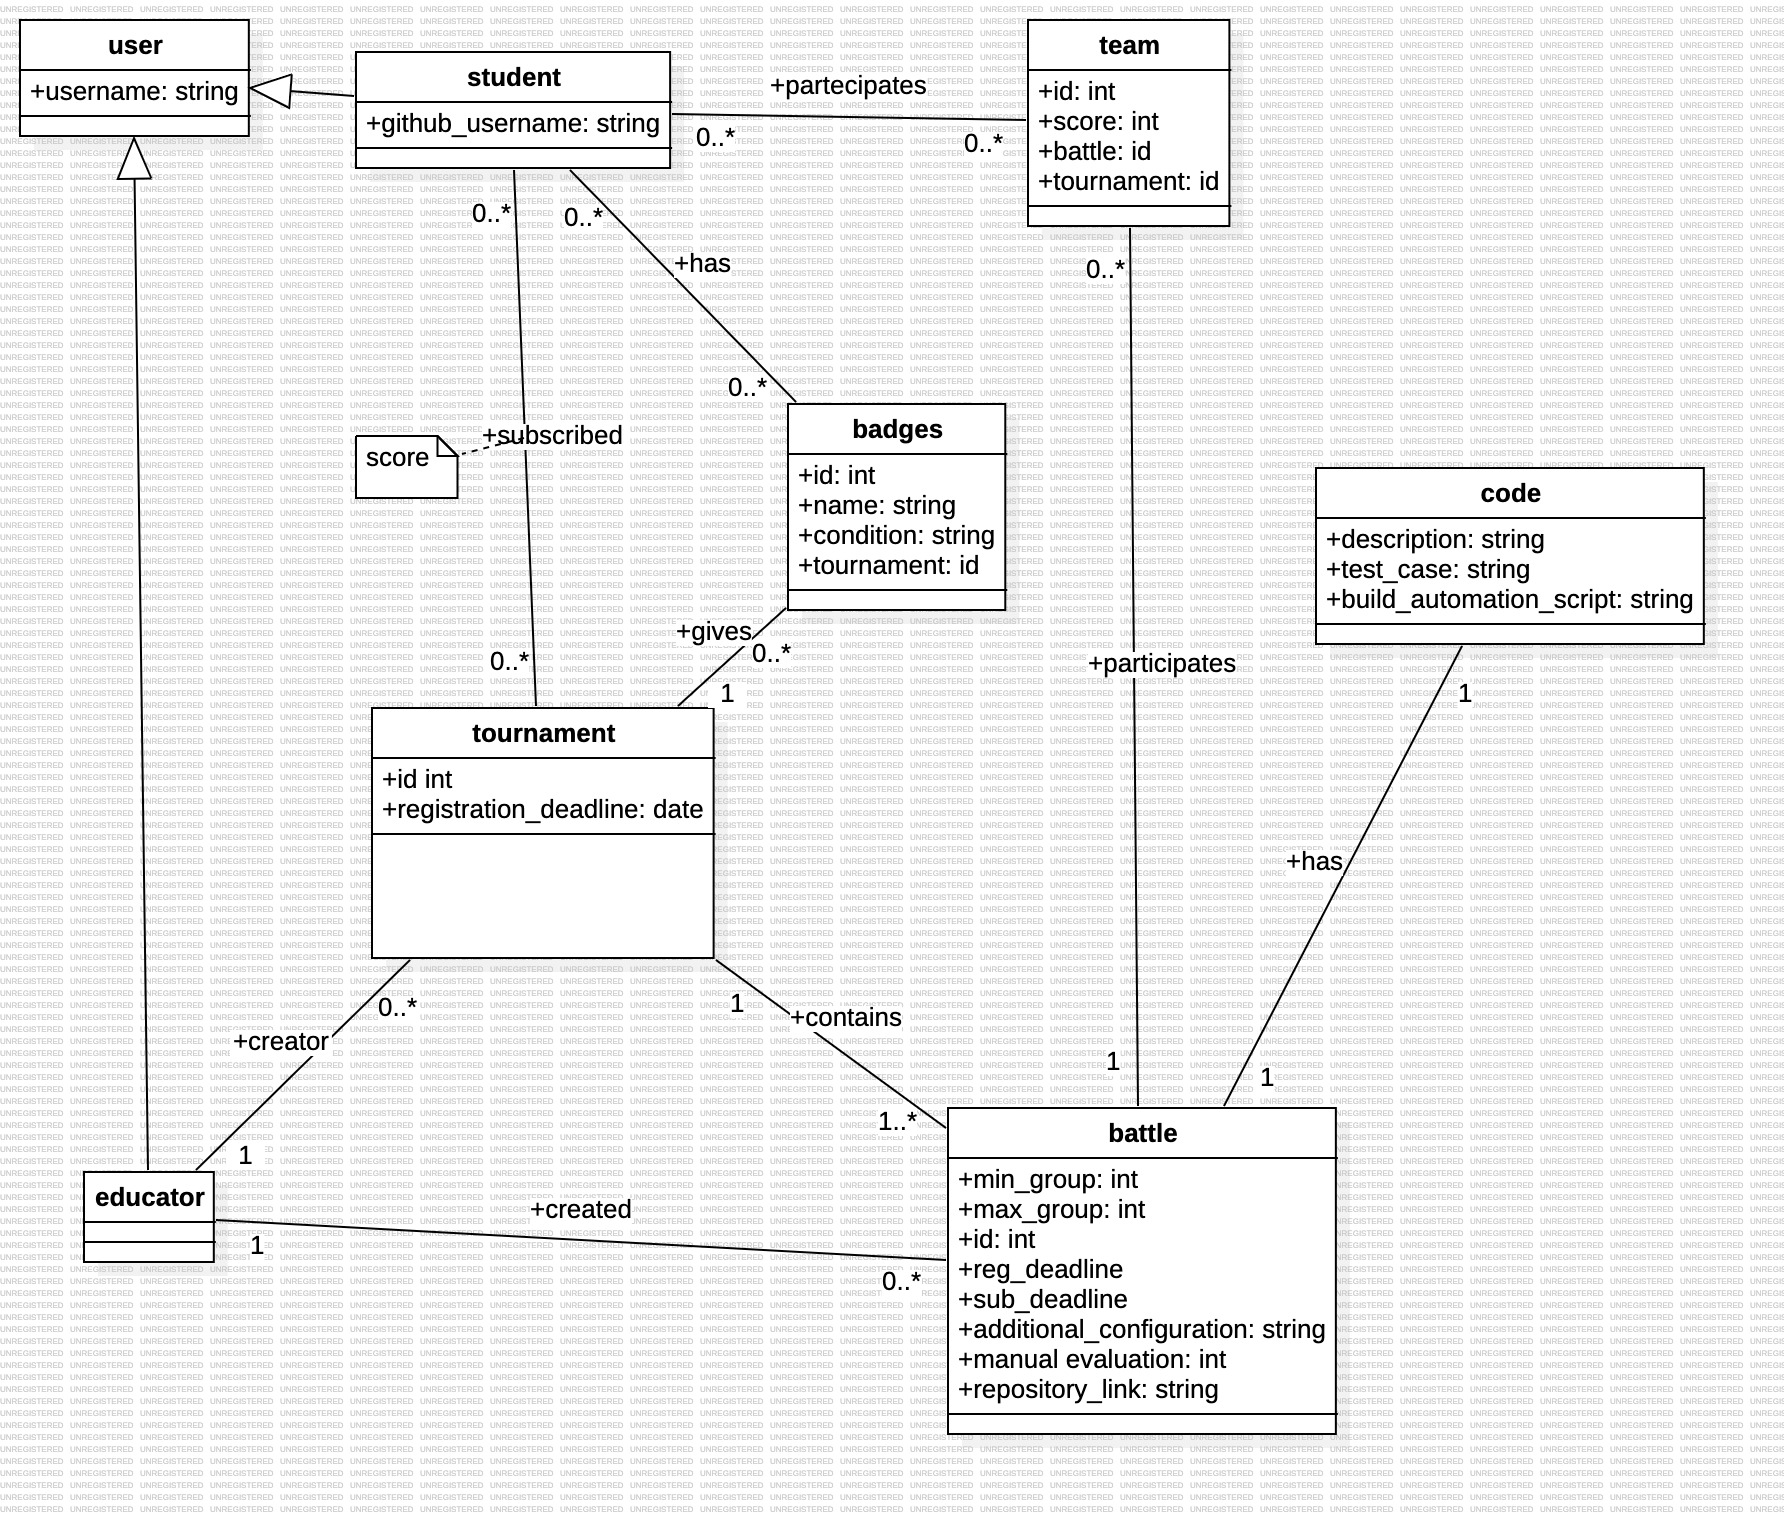 user
+username: string
student
+github_username: string
team
+id: int
+score: int
+battle: id
+tournament: id
+partecipates
0..*
0..*
0..*
0..*
+has
0..*
0..*
+subscribed
score
badges
+id: int
+name: string
+condition: string
+tournament: id
code
+description: string
+test_case: string
+build_automation_script: string
+gives
0..*
0..*
1
+participates
1
tournament
+id int
+registration_deadline: date
+has
0..*
+creator
1
+contains
1
1
1..*
1
educator
+created
1
0..*
battle
+min_group: int
+max_group: int
+id: int
+reg_deadline
+sub_deadline
+additional_configuration: string
+manual evaluation: int
+repository_link: string
UNREGISTERED